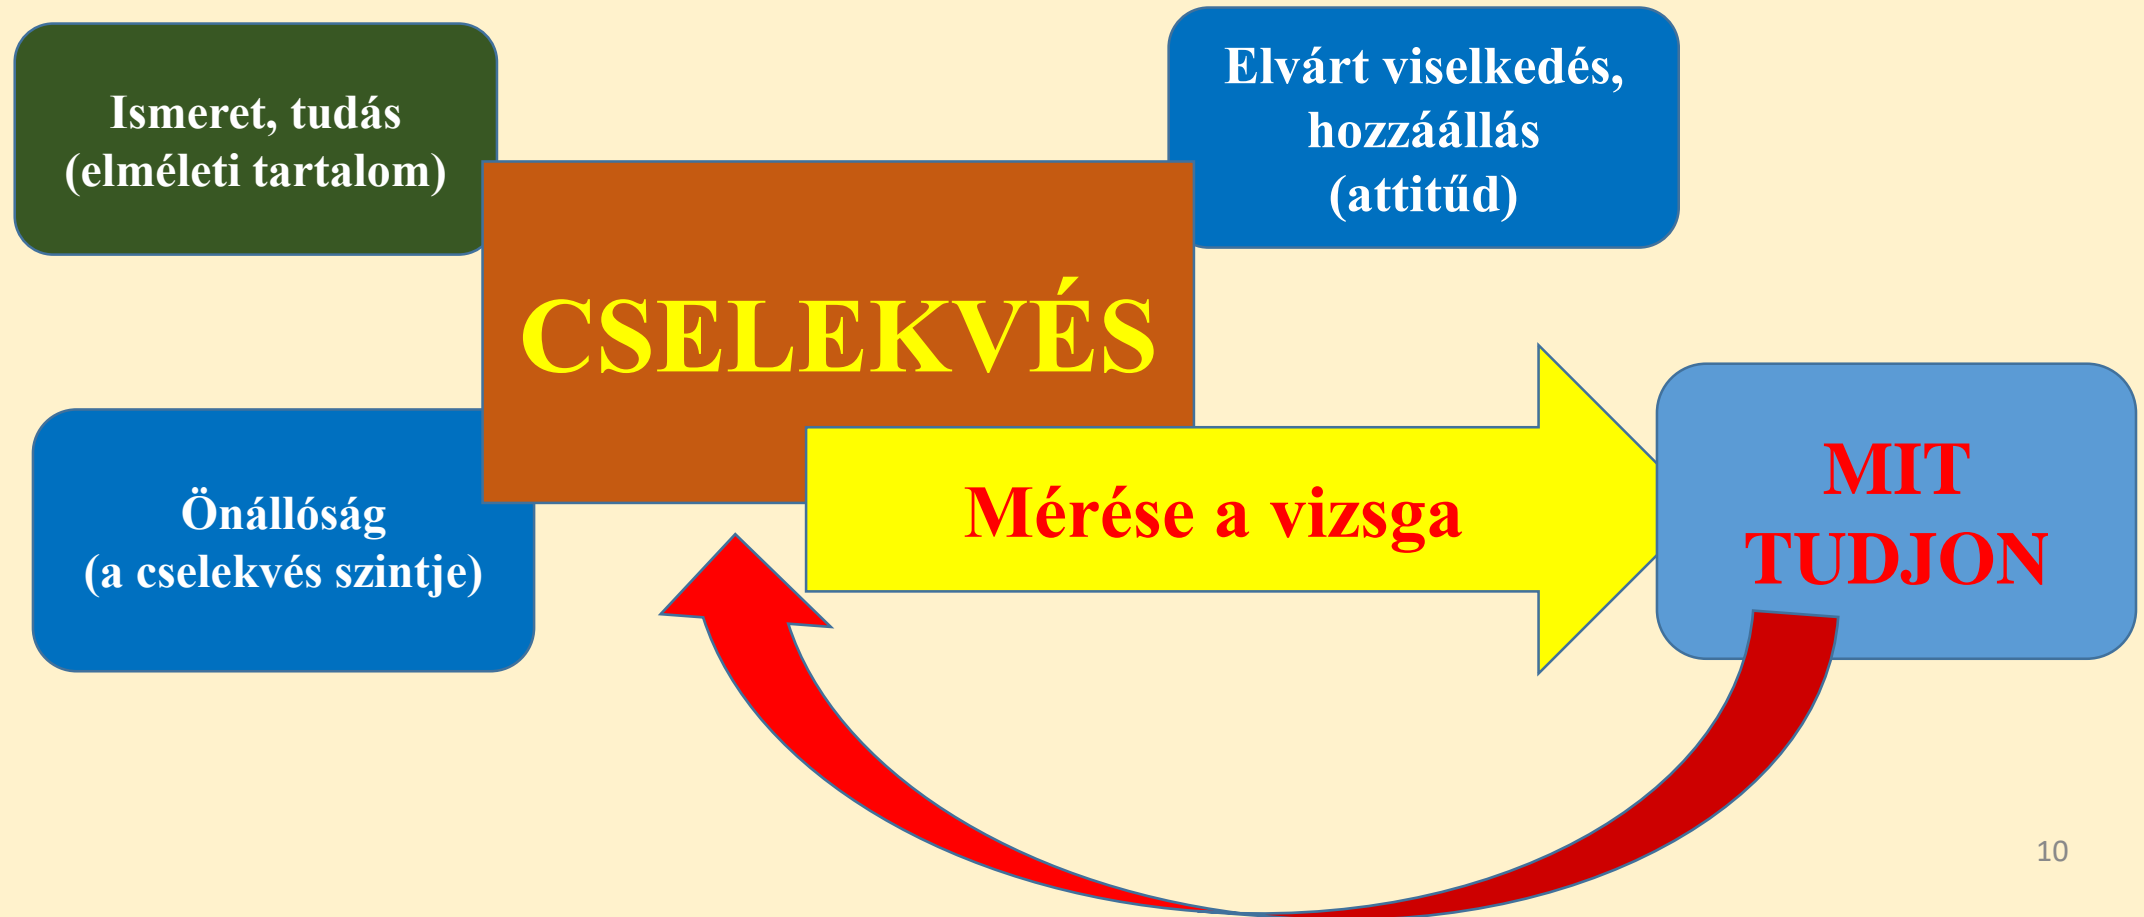 Ismeret, tudás
(elméleti tartalom)
Elvárt viselkedés,
hozzáállás
(attitűd)
CSELEKVÉS
Önállóság
(a cselekvés szintje)
Mérése a vizsga
MIT
TUDJON
10